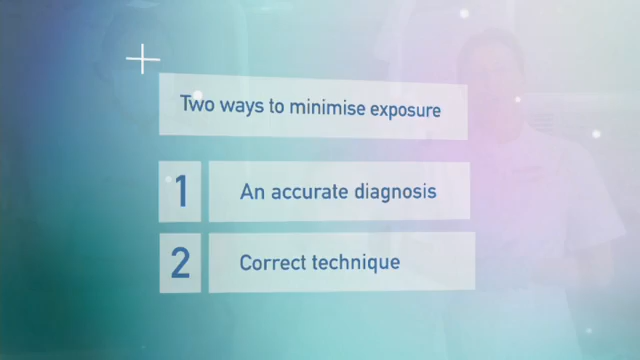 Two ways to minimise exposure
1 An accurate diagnosis
2 Correct technique